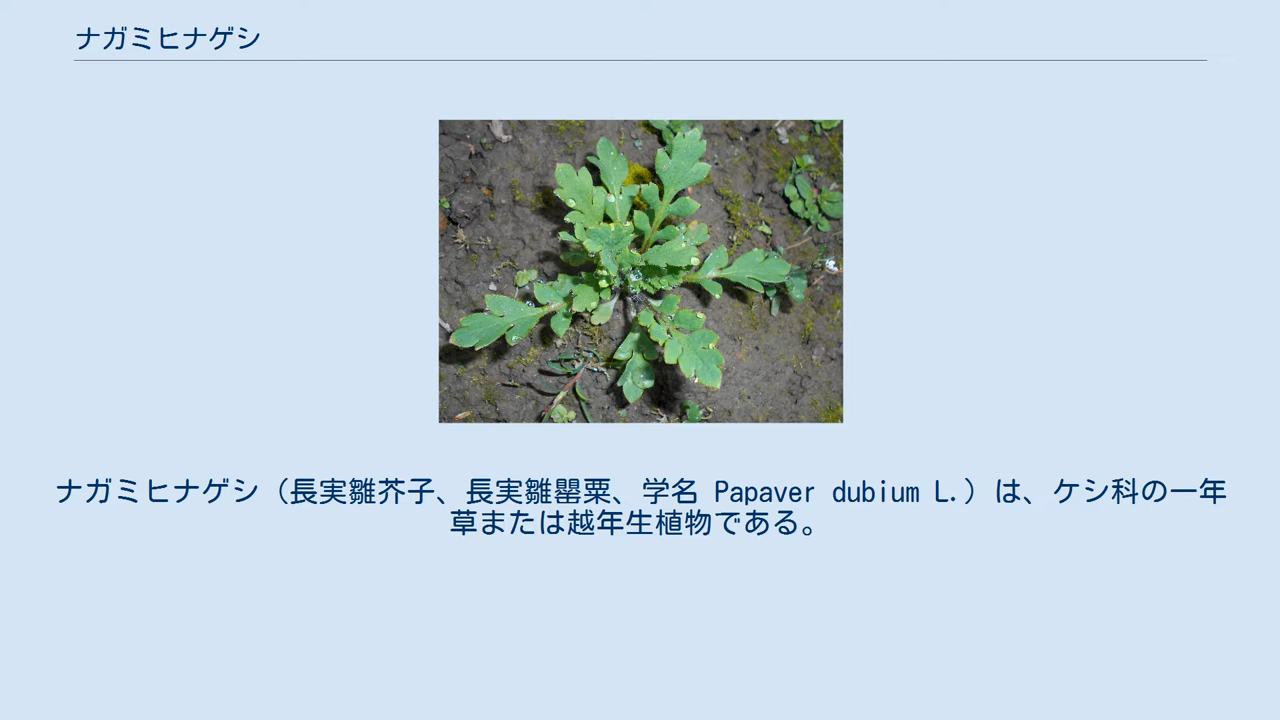 ナガミヒナゲシ
ナガミヒナゲシ（長実雛芥子、長実雛罌粟、学名 Papaver dubium L.）は、ケシ科の一年
草または越年生植物である。